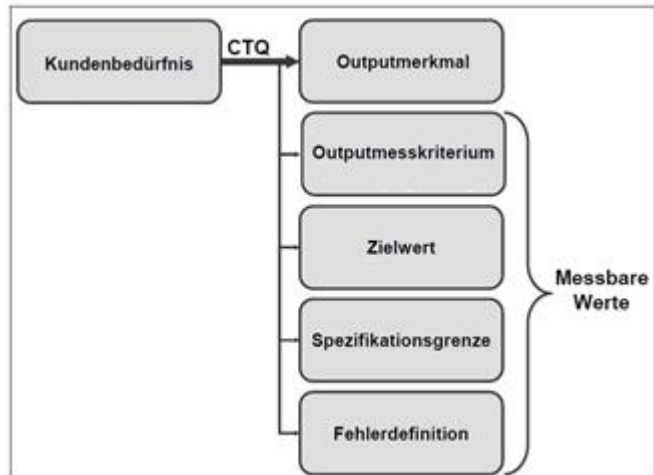 Kundenbedürfnis
CTQ
Outputmerkmal
Outputmesskriterium
Zielwert
Spezifikationsgrenze
Fehlerdefinition
Messbare
Werte